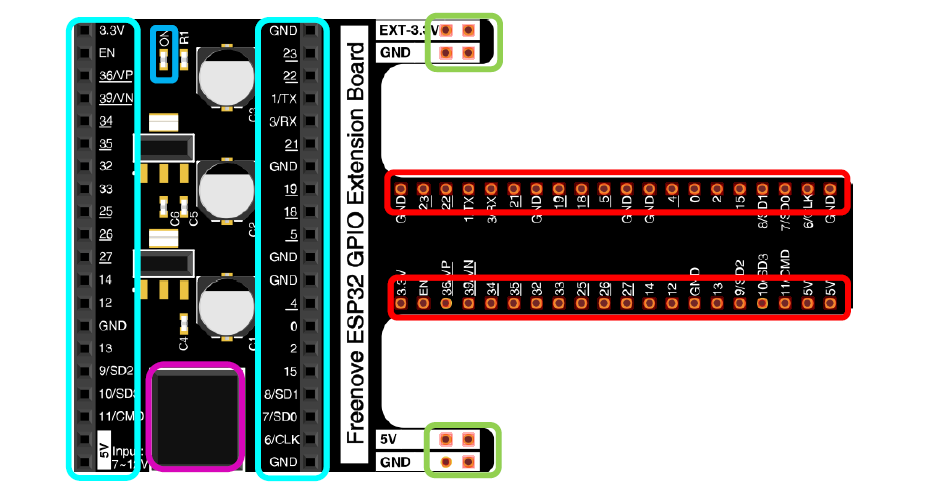 3.3V
EN
36/VP
39/VN
34
35
32
33
25
26
27
14
12
GND
13
9/SD2
10/SD3
11/CMD
5V
Input:
7~12V
ON
R1
C3
C6
C5
C2
C4
C1
GND
23
22
1/TX
3/RX
21
GND
19
18
5
GND
GND
4
0
2
15
8/SD1
7/SD0
6/CLK
GND
Freenove ESP32 GPIO Extension Board
EXT-3.3V
GND
GND
23
22
1/TX
3/RX
21
GND
19
18
5
GND
GND
4
0
2
15
8/SD1
7/SD0
6/CLK
GND
3.3V
EN
36/VP
39/VN
34
35
32
33
25
26
27
14
12
GND
13
9/SD2
10/SD3
11/CMD
5V
5V
5V
GND